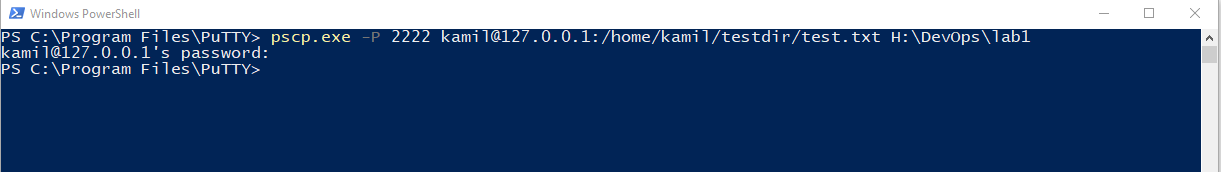 Windows PowerShell
PS C:\Program Files\PuTTY> pscp.exe -P 2222 kamil@127.0.0.1:/home/kamil/testdir/test.txt H:\DevOps\lab1
kamil@127.0.0.1's password:
PS C:\Program Files\PuTTY>